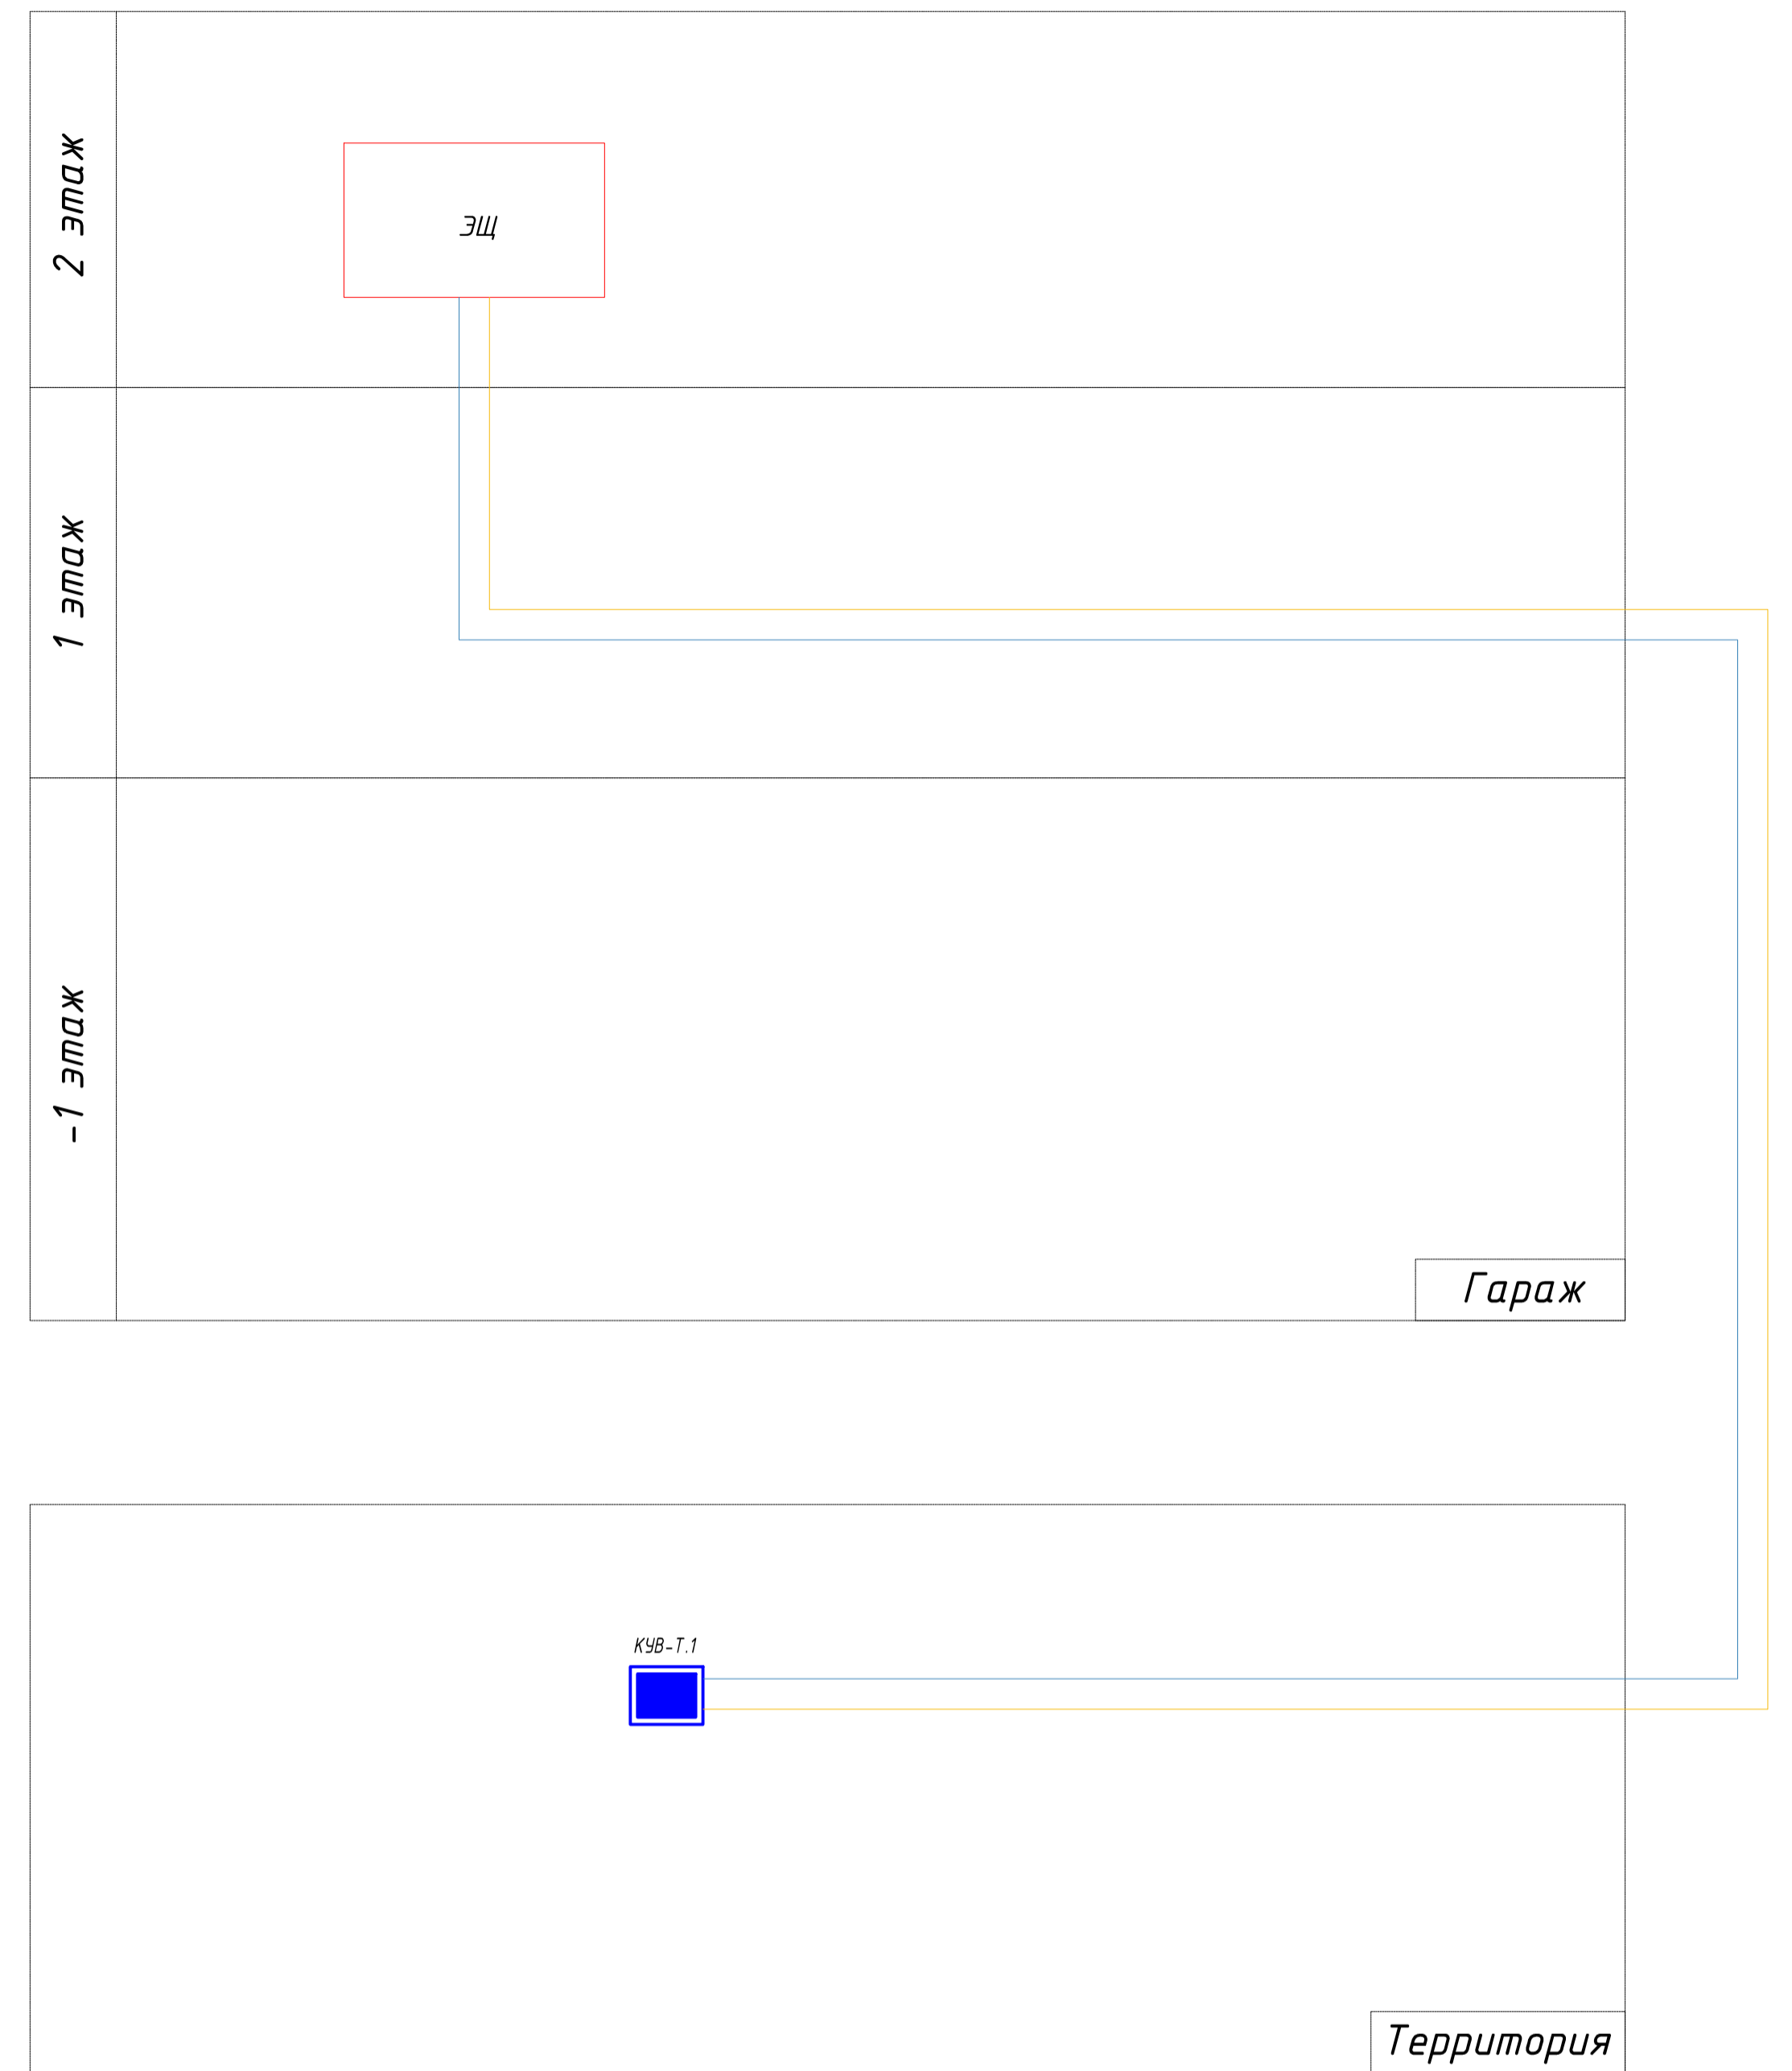 2 этаж
ЭЩ
1 этаж
-1 этаж
Гараж
КУВ-Т.1
Территория